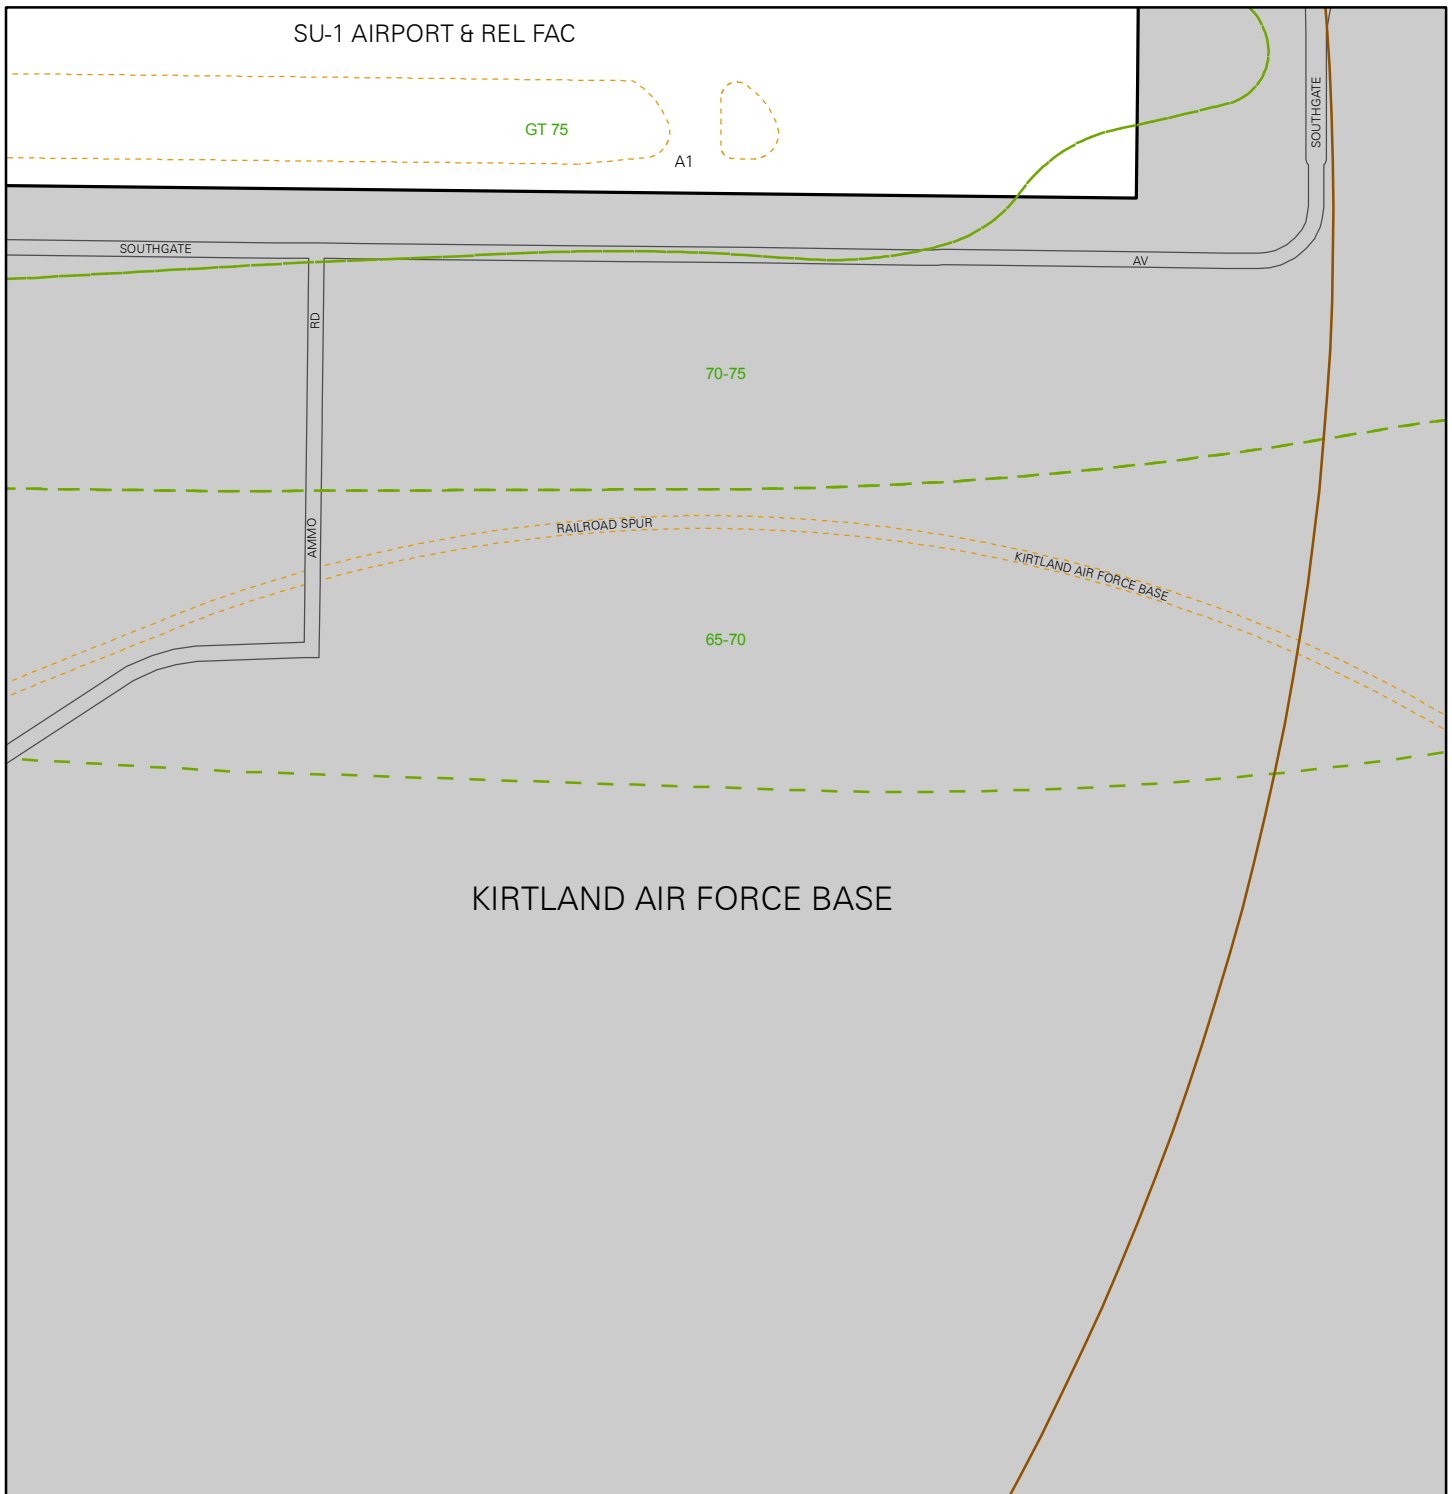 SU-1 AIRPORT & REL FAC
SOUTHGATE
GT 75
A1
SOUTHGATE
AV
RD
70-75
RAILROAD SPUR
AMMO
KIRTLAND AIR FORCE BASE
65-70
KIRTLAND AIR FORCE BASE